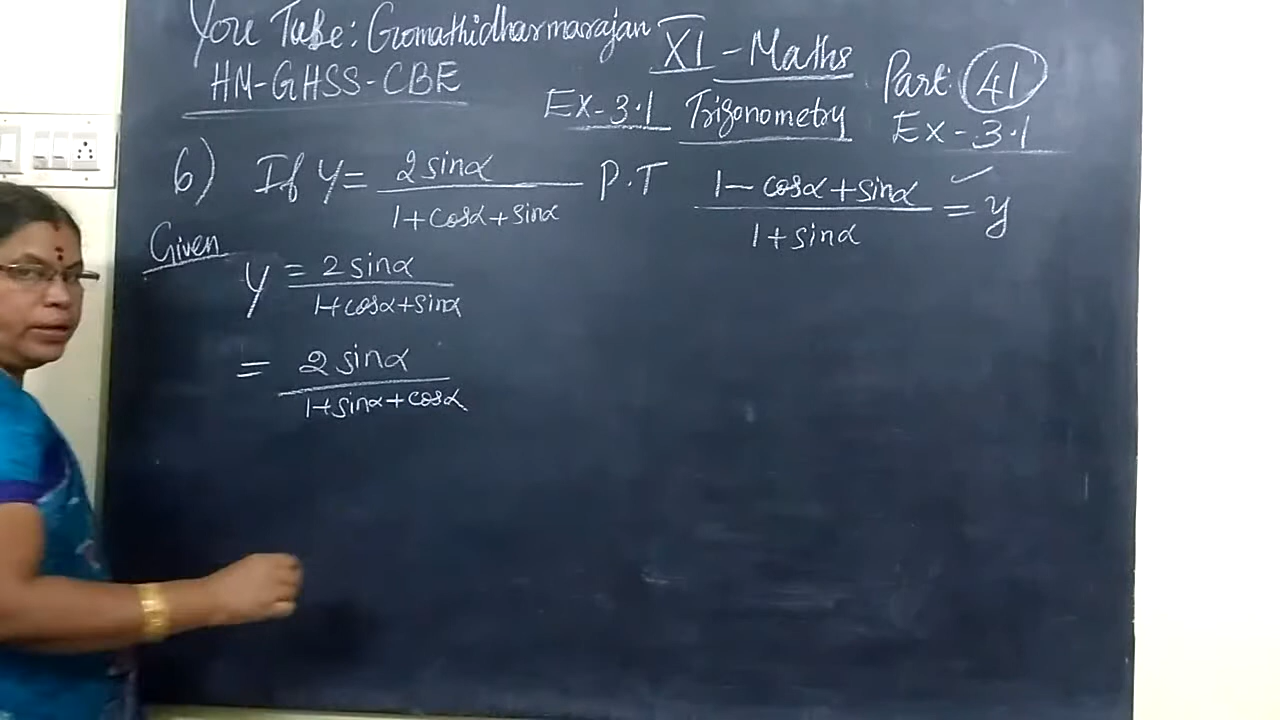 You Tube: Gomathidharmarajan
HM-GHSS-CBE
XI - Maths
Part: 41
Ex-3.1 Trigonometry Ex-3.1
6) If y = 2 sinα / 1+cosα+sinα P.T 1-cosα+sinα / 1+sinα = y
Given
y = 2 sinα / 1+cosα+sinα
= 2 sinα / 1+sinα+cosα